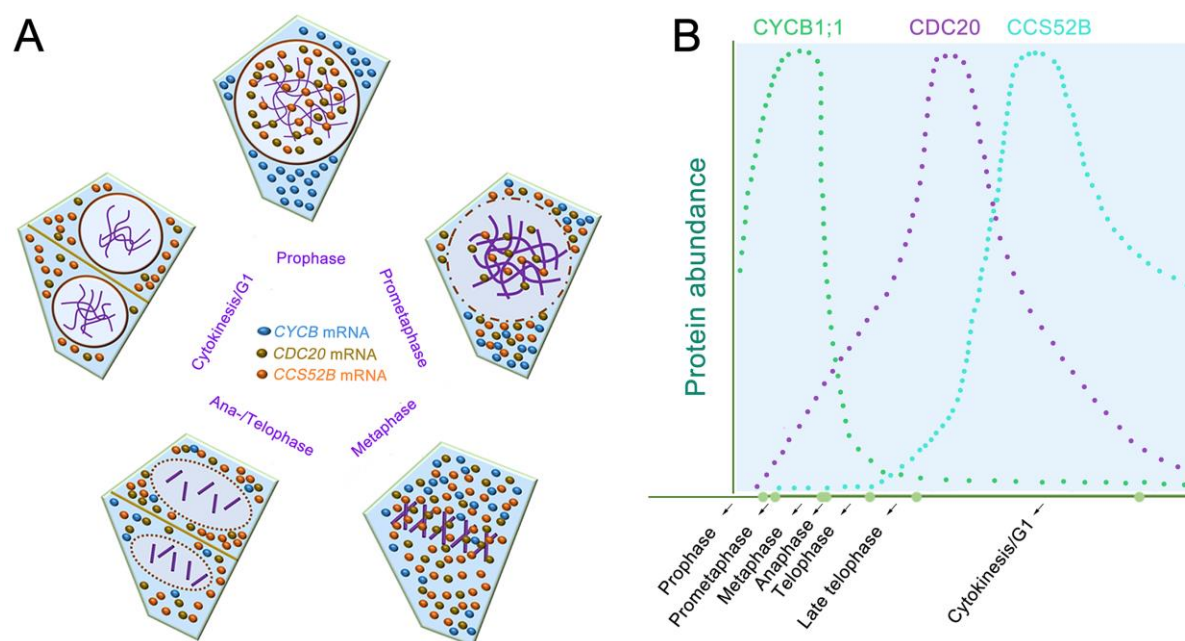 A
Prophase
Prometaphase
Metaphase
Ana-/Telophase
Cytokinesis/G1
CYCB mRNA
CDC20 mRNA
CCS52B mRNA
B
CYCB1;1
CDC20
CCS52B
Protein abundance
Prophase
Prometaphase
Metaphase
Anaphase
Telophase
Late telophase
Cytokinesis/G1